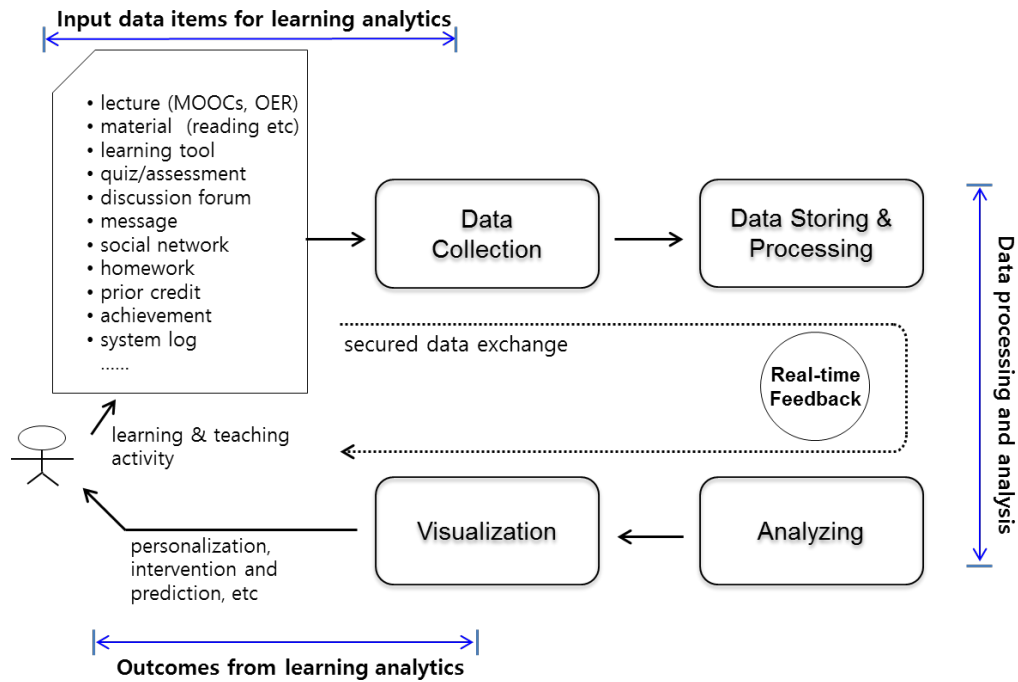 Input data items for learning analytics
• lecture (MOOCs, OER)
• material  (reading etc)
• learning tool
• quiz/assessment
• discussion forum
• message
• social network
• homework
• prior credit
• achievement
• system log
......
Data
Collection
Data Storing &
Processing
secured data exchange
Real-time
Feedback
Data processing and analysis
learning & teaching
activity
Visualization
Analyzing
personalization,
intervention and
prediction, etc
Outcomes from learning analytics